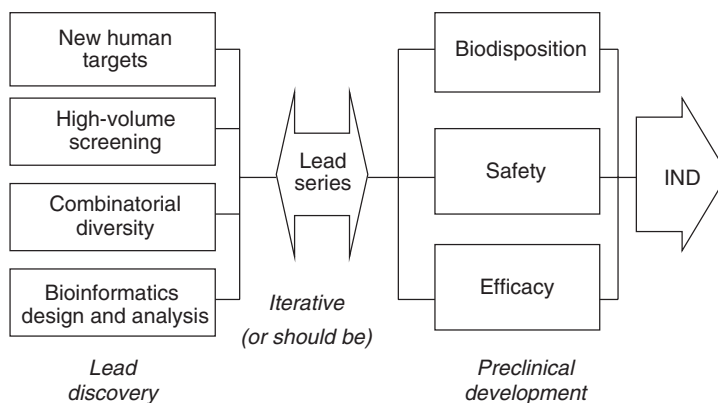 New human
targets
High-volume
screening
Combinatorial
diversity
Bioinformatics
design and analysis
Lead
discovery
Lead
series
Iterative
(or should be)
Biodisposition
Safety
Efficacy
Preclinical
development
IND